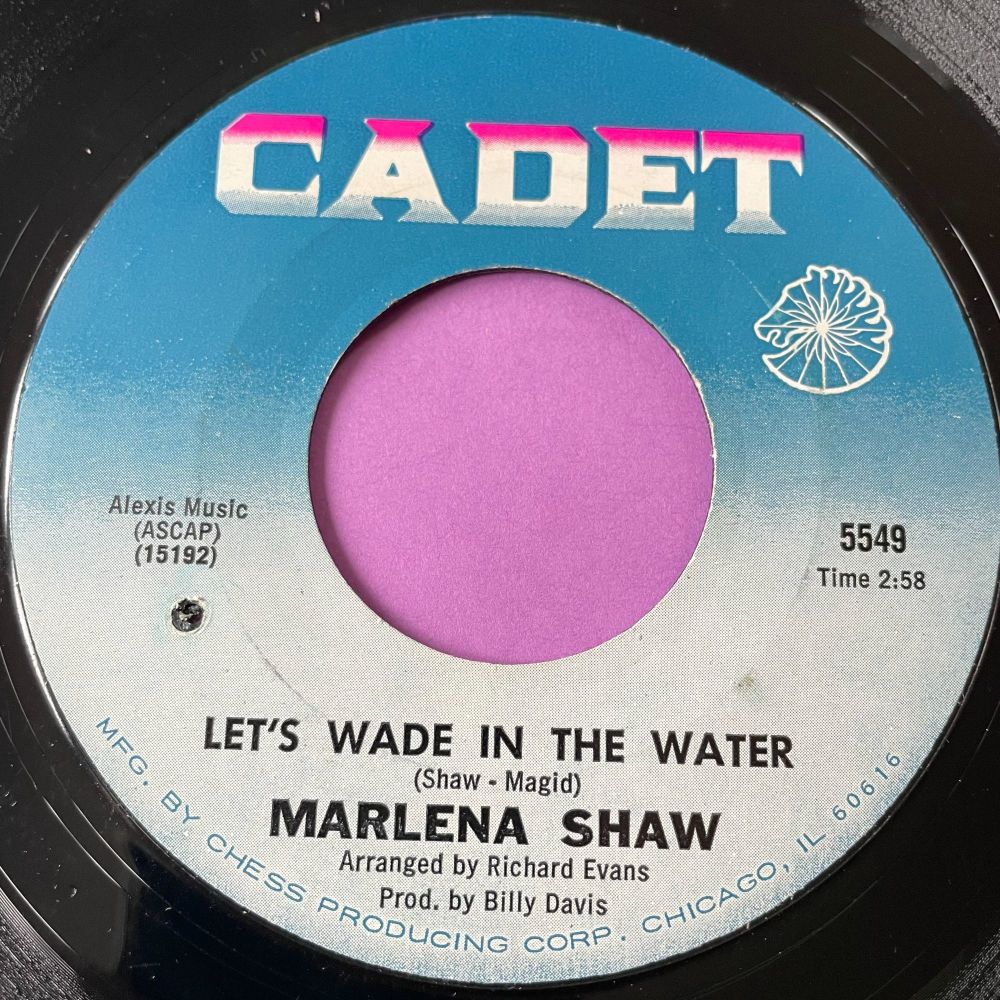 CADET
Alexis Music
(ASCAP)
(15192)
5549
Time 2:58
LET'S WADE IN THE WATER
(Shaw - Magid)
MARLENA SHAW
Arranged by Richard Evans
Prod. by Billy Davis
MFG. BY CHESS PRODUCING CORP. CHICAGO, IL 60616